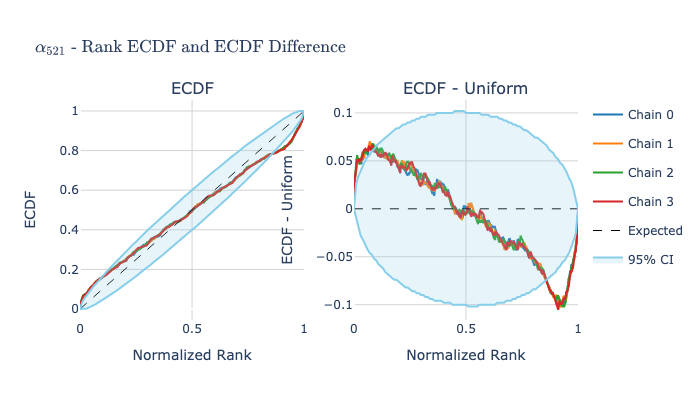 α521 - Rank ECDF and ECDF Difference
ECDF
ECDF - Uniform
ECDF
1
0.8
0.6
0.4
0.2
0
0
0.5
1
Normalized Rank
ECDF - Uniform
0.1
0.05
0
−0.05
−0.1
0
0.5
1
Normalized Rank
Chain 0
Chain 1
Chain 2
Chain 3
Expected
95% CI